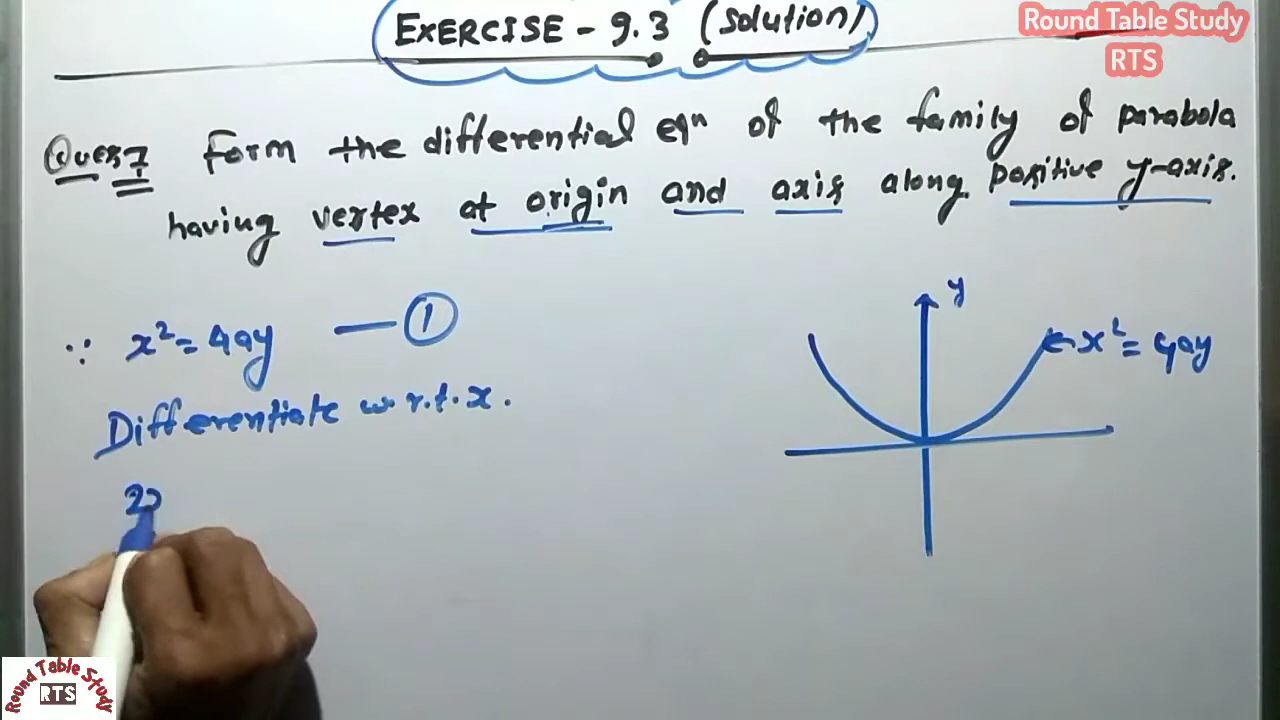 EXERCISE - 9.3 (Solution)
Round Table Study
RTS
Ques 7 Form the differential eqn of the family of parabola
having vertex at origin and axis along positive y-axis.
∵ x² = 4ay — ①
y
← x² = 4ay
Differentiate w.r.t. x.
2
Round Table Study
RTS